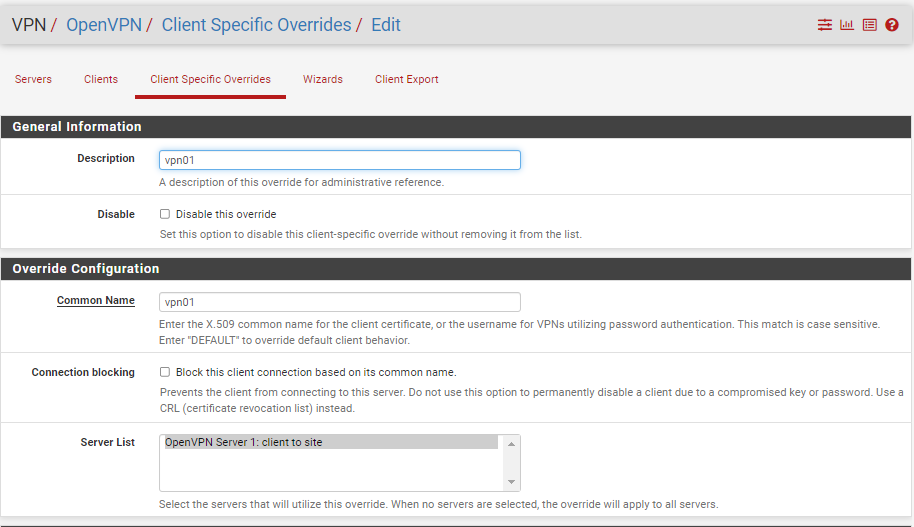 VPN / OpenVPN / Client Specific Overrides / Edit
Servers Clients Client Specific Overrides Wizards Client Export
General Information
Description vpn01
A description of this override for administrative reference.
Disable Disable this override
Set this option to disable this client-specific override without removing it from the list.
Override Configuration
Common Name vpn01
Enter the X.509 common name for the client certificate, or the username for VPNs utilizing password authentication. This match is case sensitive.
Enter "DEFAULT" to override default client behavior.
Connection blocking Block this client connection based on its common name.
Prevents the client from connecting to this server. Do not use this option to permanently disable a client due to a compromised key or password. Use a
CRL (certificate revocation list) instead.
Server List OpenVPN Server 1: client to site
Select the servers that will utilize this override. When no servers are selected, the override will apply to all servers.